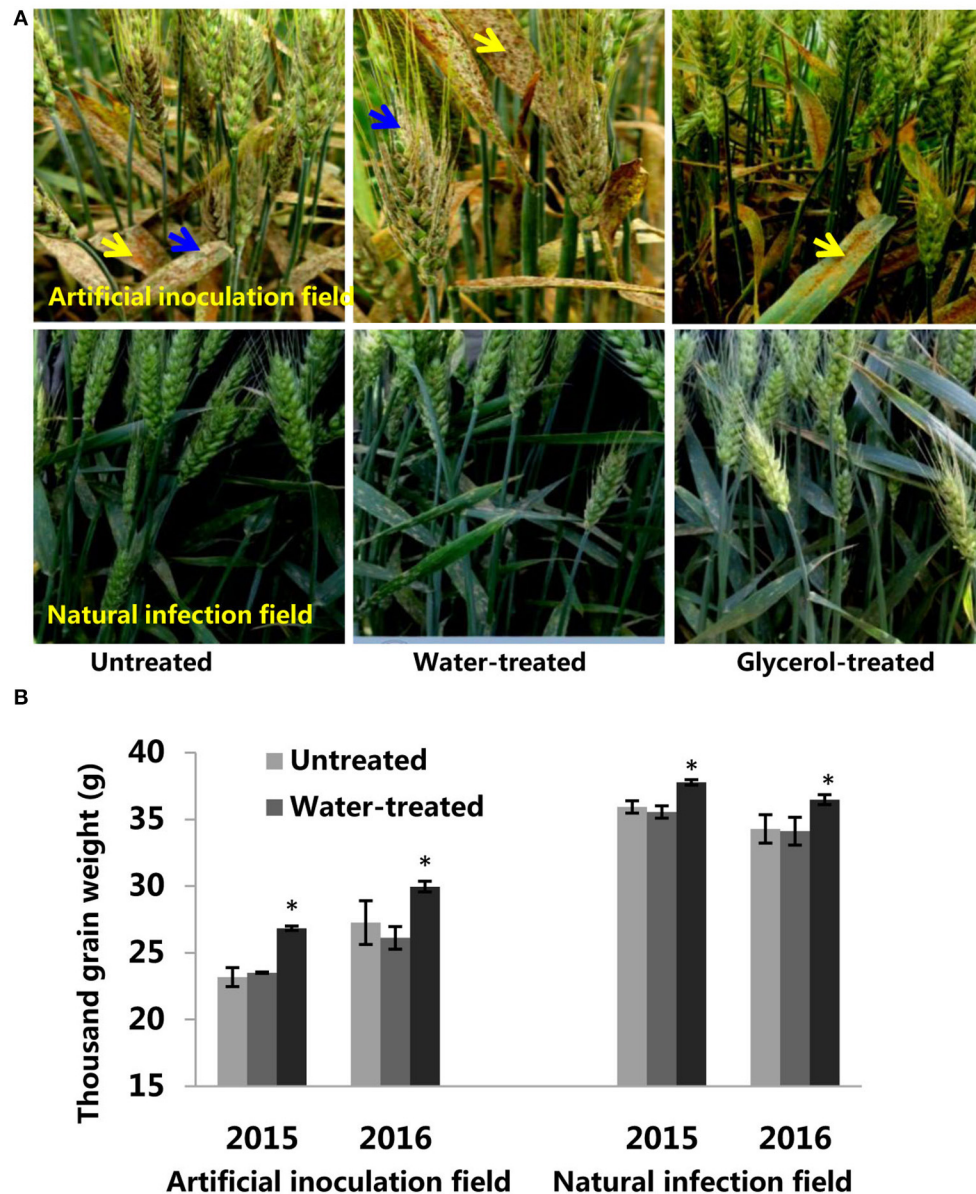 A
Artificial inoculation field
Natural infection field
Untreated
Water-treated
Glycerol-treated
B
Thousand grain weight (g)
40
35
30
25
20
15
Untreated
Water-treated
*
*
*
*
2015
2016
2015
2016
Artificial inoculation field
Natural infection field